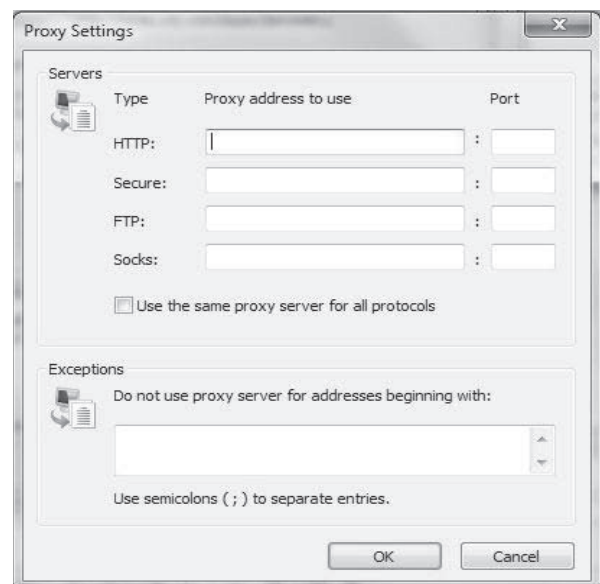 Proxy Settings
x
Servers
Type Proxy address to use Port
HTTP: :
Secure: :
FTP: :
Socks: :
Use the same proxy server for all protocols
Exceptions
Do not use proxy server for addresses beginning with:
Use semicolons ( ; ) to separate entries.
OK Cancel